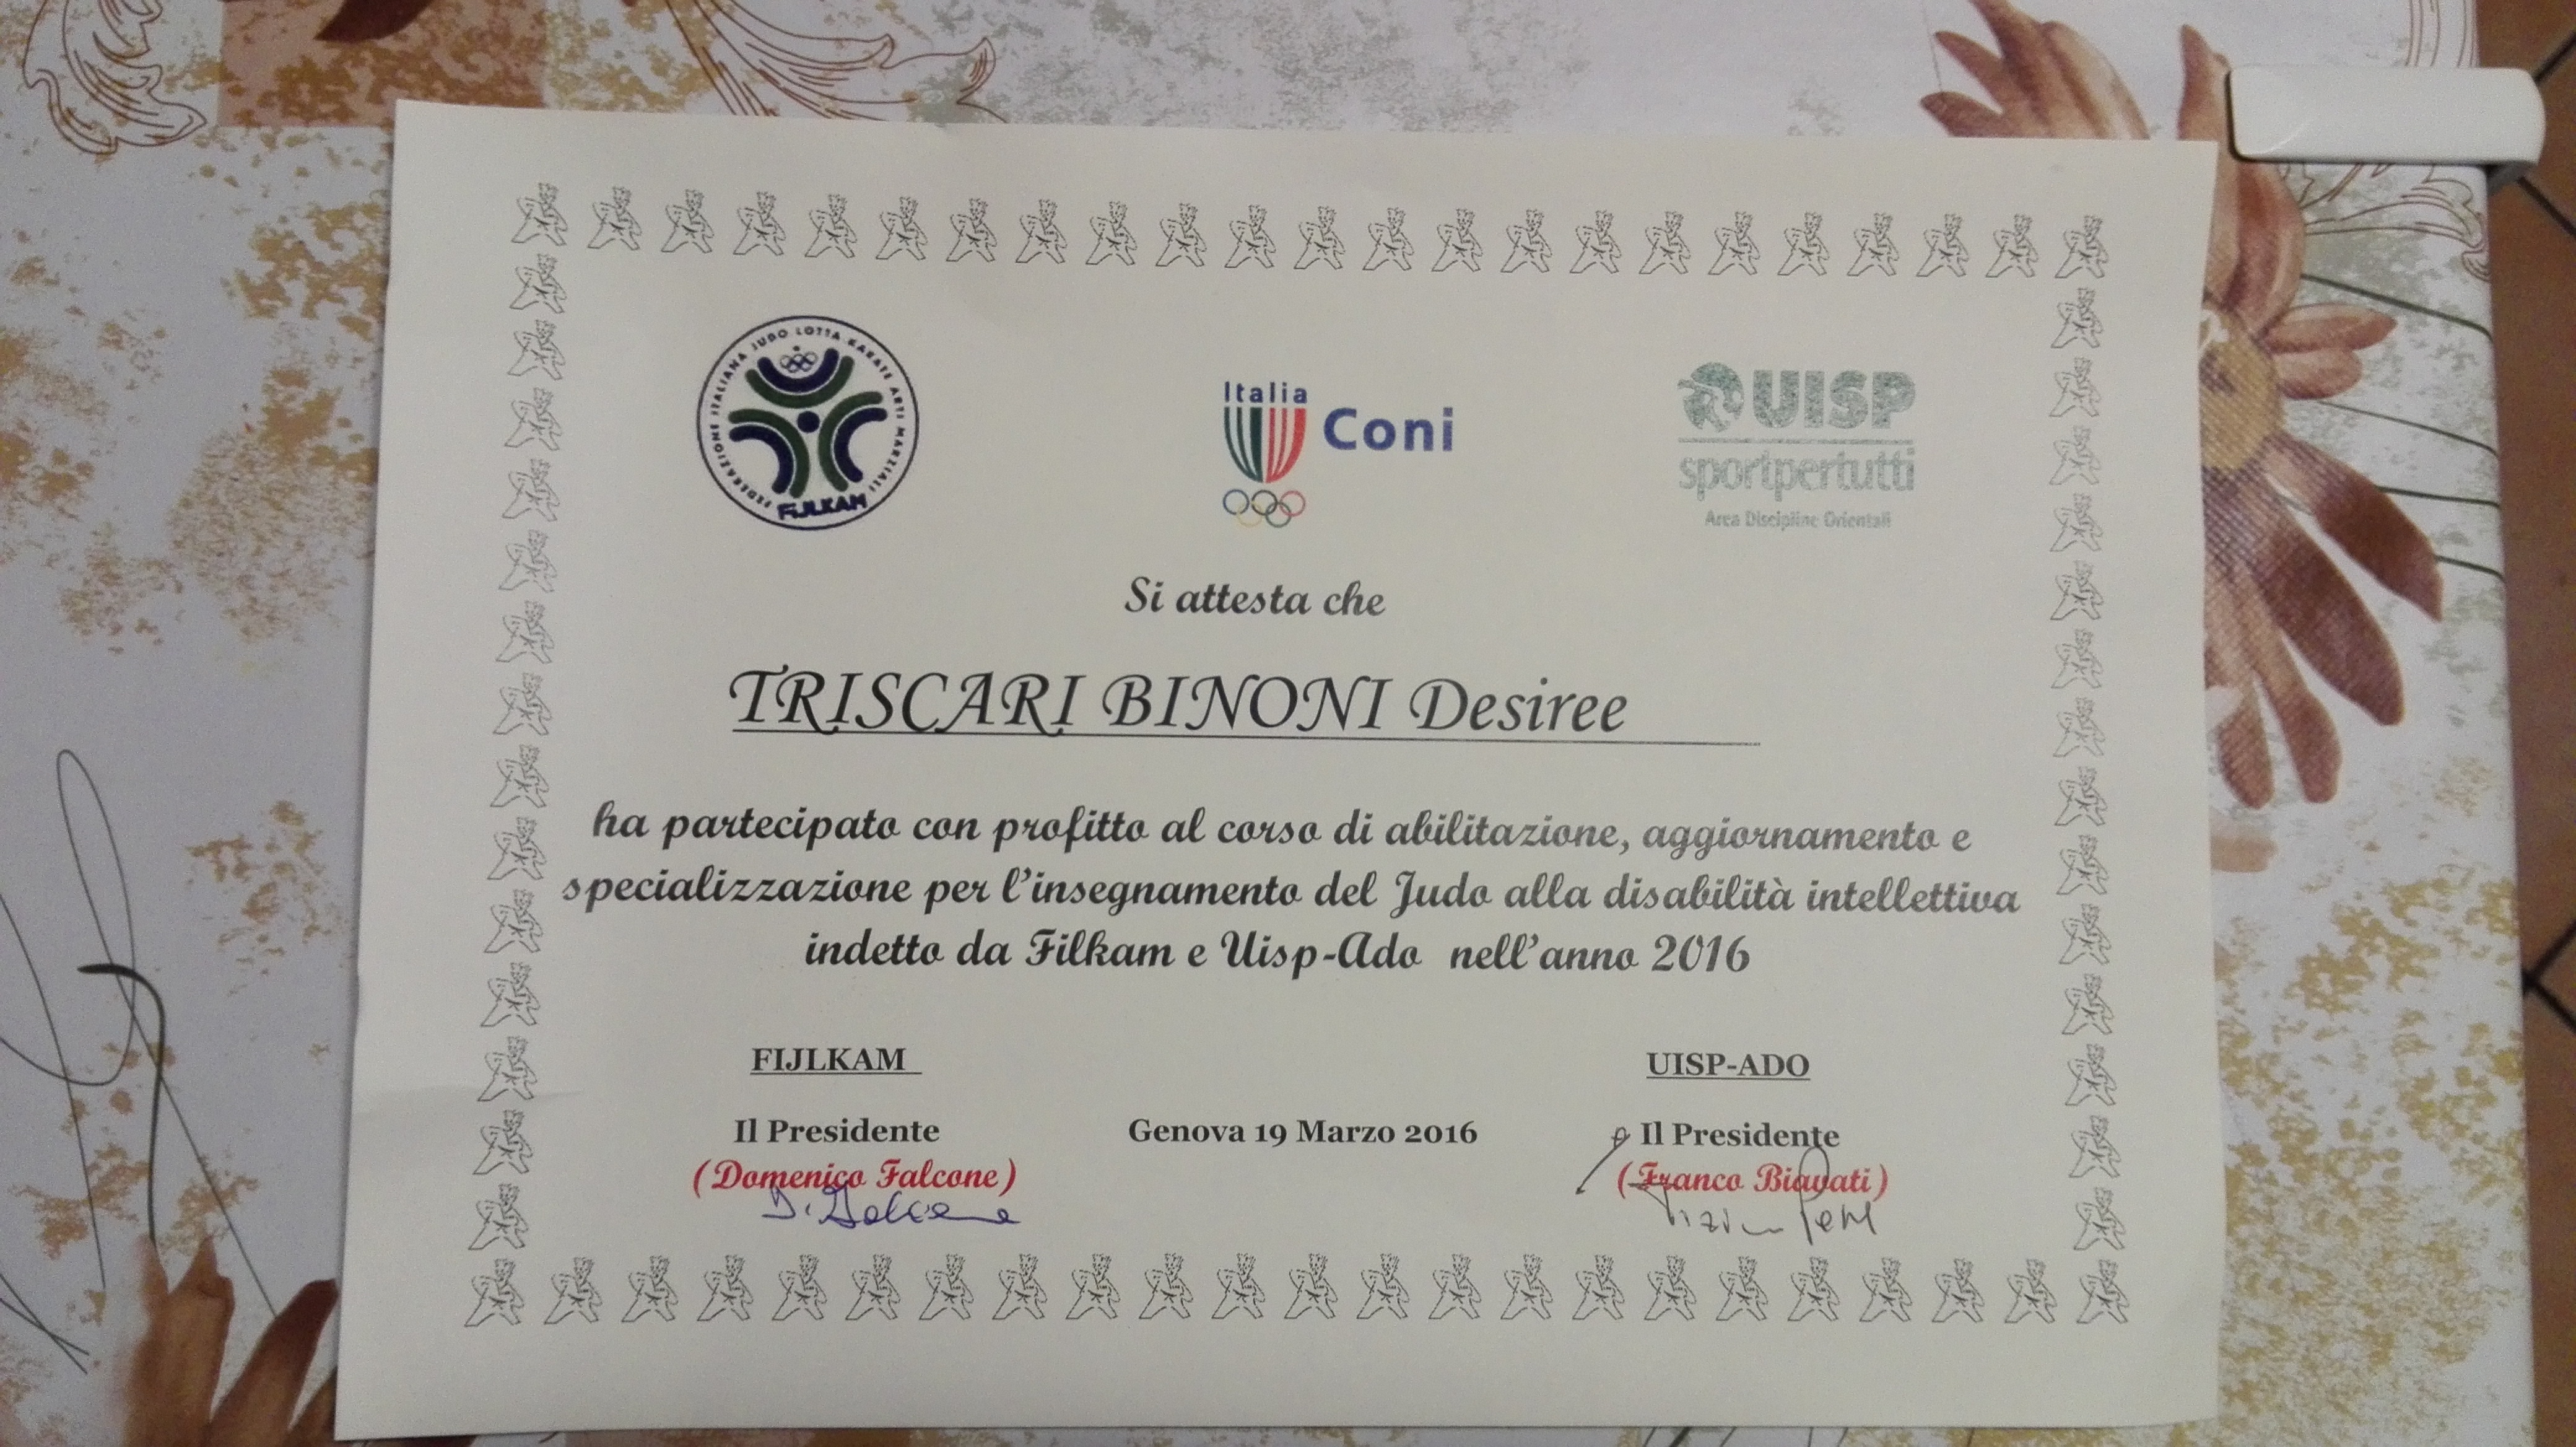 FEDERAZIONE ITALIANA JUDO LOTTA KARATE ARTI MARZIALI
FIJLKAM
Italia
Coni
UISP
sportpertutti
Area Discipline Orientali
Si attesta che
TRISCARI BINONI Desiree
ha partecipato con profitto al corso di abilitazione, aggiornamento e
specializzazione per l'insegnamento del Judo alla disabilità intellettiva
indetto da Filkam e Uisp-Ado nell'anno 2016
FIJLKAM
UISP-ADO
Il Presidente
Genova 19 Marzo 2016
Il Presidente
(Domenico Falcone)
(Franco Biavati)
D. Falcone